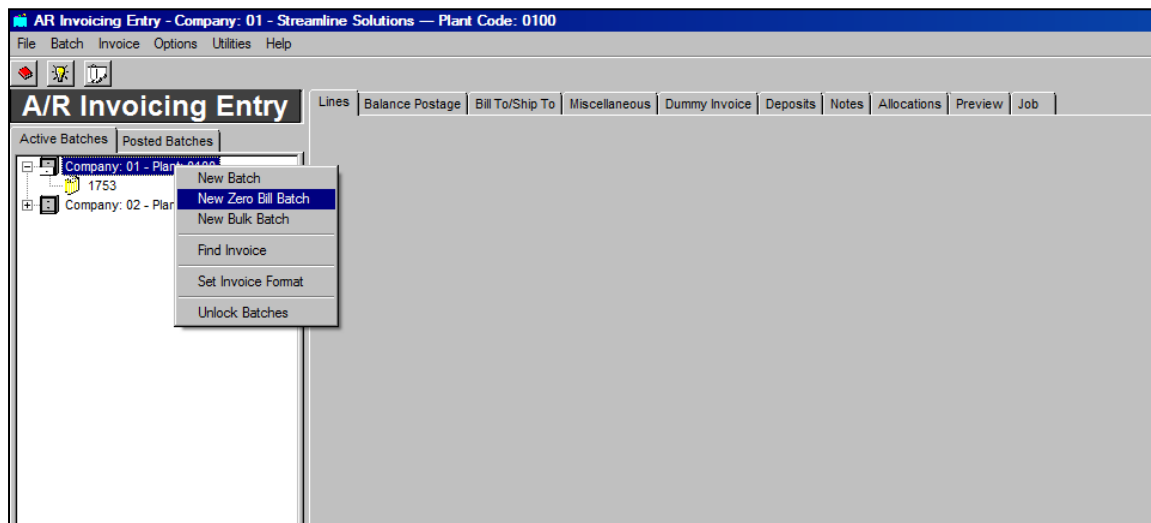 AR Invoicing Entry - Company: 01 - Streamline Solutions — Plant Code: 0100
File Batch Invoice Options Utilities Help
A/R Invoicing Entry
Lines Balance Postage Bill To/Ship To Miscellaneous Dummy Invoice Deposits Notes Allocations Preview Job
Active Batches Posted Batches
Company: 01 - Plant: 0100
1753
Company: 02 - Plan
New Batch
New Zero Bill Batch
New Bulk Batch
Find Invoice
Set Invoice Format
Unlock Batches